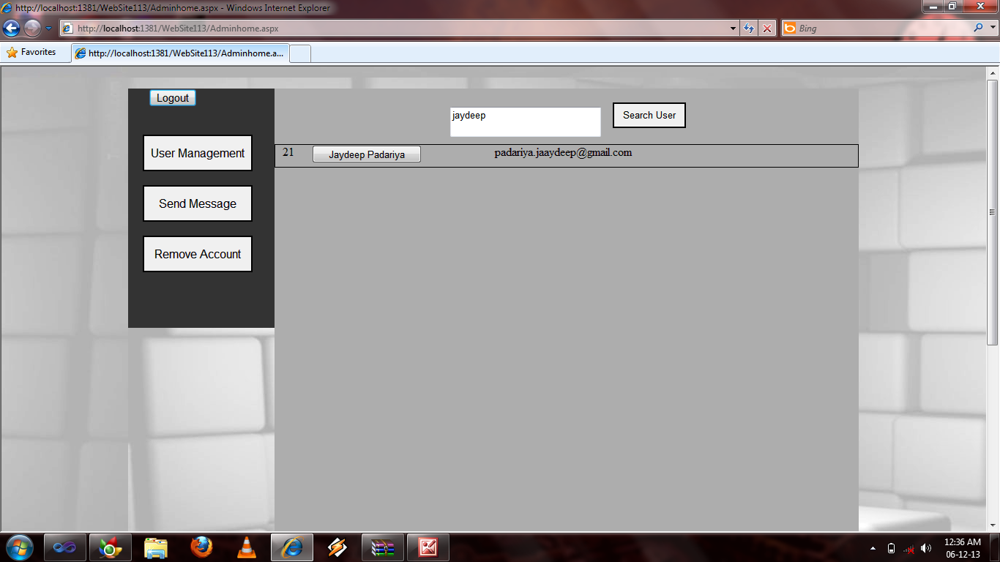 http://localhost:1381/WebSite113/Adminhome.aspx - Windows Internet Explorer
http://localhost:1381/WebSite113/Adminhome.aspx
Bing
Favorites
http://localhost:1381/WebSite113/Adminhome.a...
Logout
jaydeep
Search User
User Management
21 Jaydeep Padariya padariya.jaaydeep@gmail.com
Send Message
Remove Account
12:36 AM
06-12-13